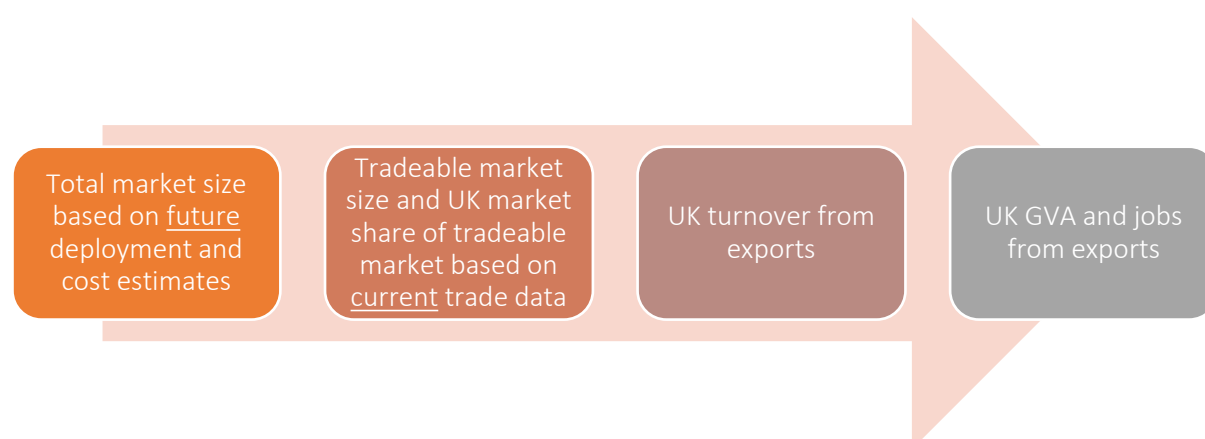 Total market size
based on future
deployment and
cost estimates
Tradeable market
size and UK market
share of tradeable
market based on
current trade data
UK turnover from
exports
UK GVA and jobs
from exports